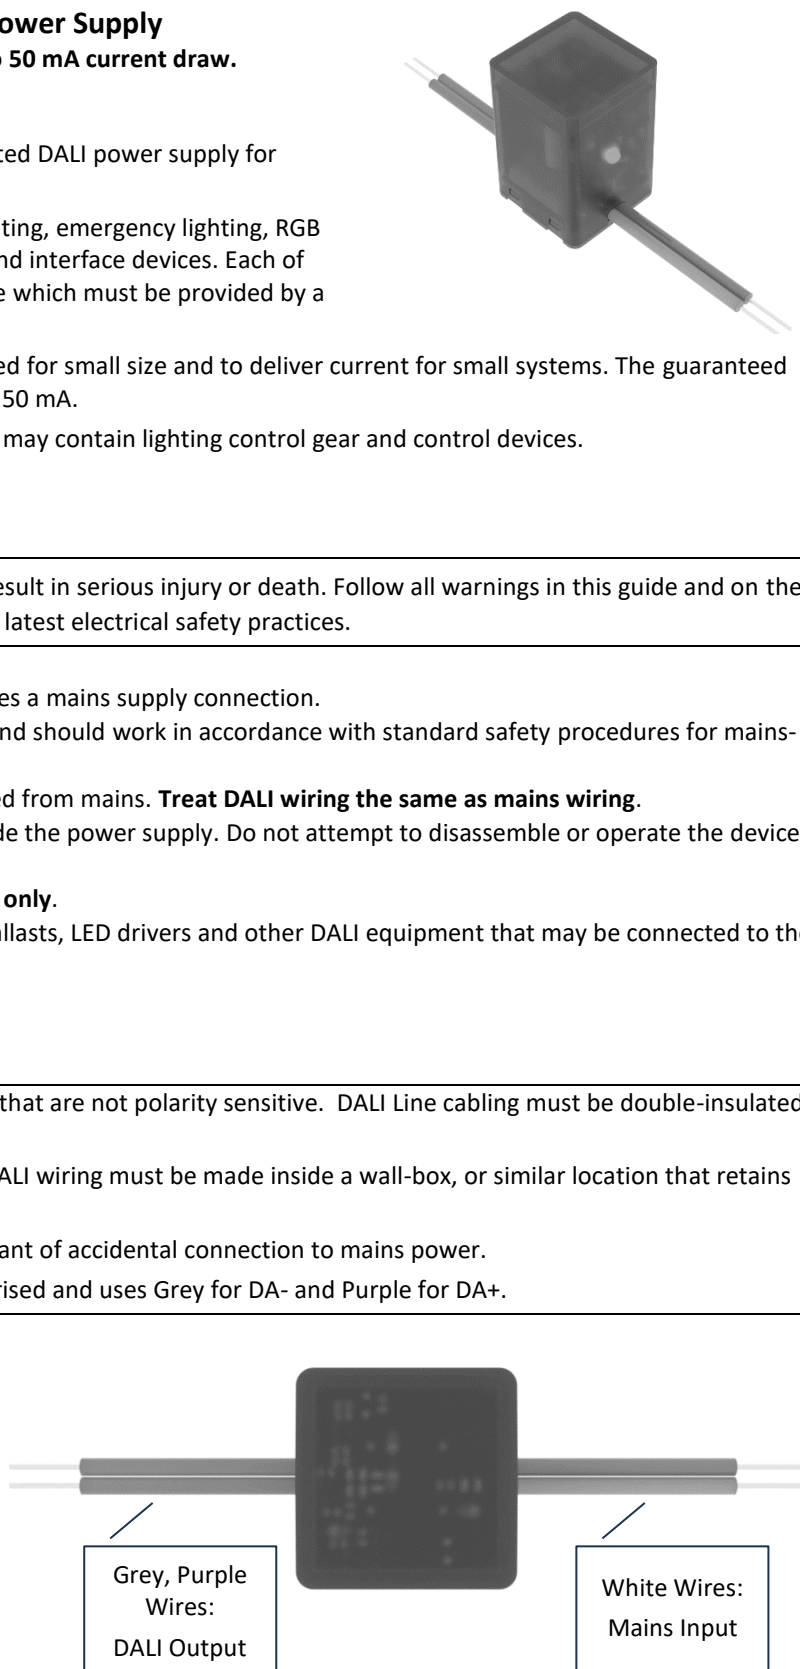 ower Supply
50 mA current draw.
ted DALI power supply for
ting, emergency lighting, RGB
nd interface devices. Each of
e which must be provided by a
ed for small size and to deliver current for small systems. The guaranteed
50 mA.
may contain lighting control gear and control devices.
esult in serious injury or death. Follow all warnings in this guide and on the
latest electrical safety practices.
es a mains supply connection.
nd should work in accordance with standard safety procedures for mains-
ed from mains. Treat DALI wiring the same as mains wiring.
de the power supply. Do not attempt to disassemble or operate the device
only.
llasts, LED drivers and other DALI equipment that may be connected to the
that are not polarity sensitive. DALI Line cabling must be double-insulated
ALI wiring must be made inside a wall-box, or similar location that retains
ant of accidental connection to mains power.
rised and uses Grey for DA- and Purple for DA+.
Grey, Purple
Wires:
DALI Output
White Wires:
Mains Input